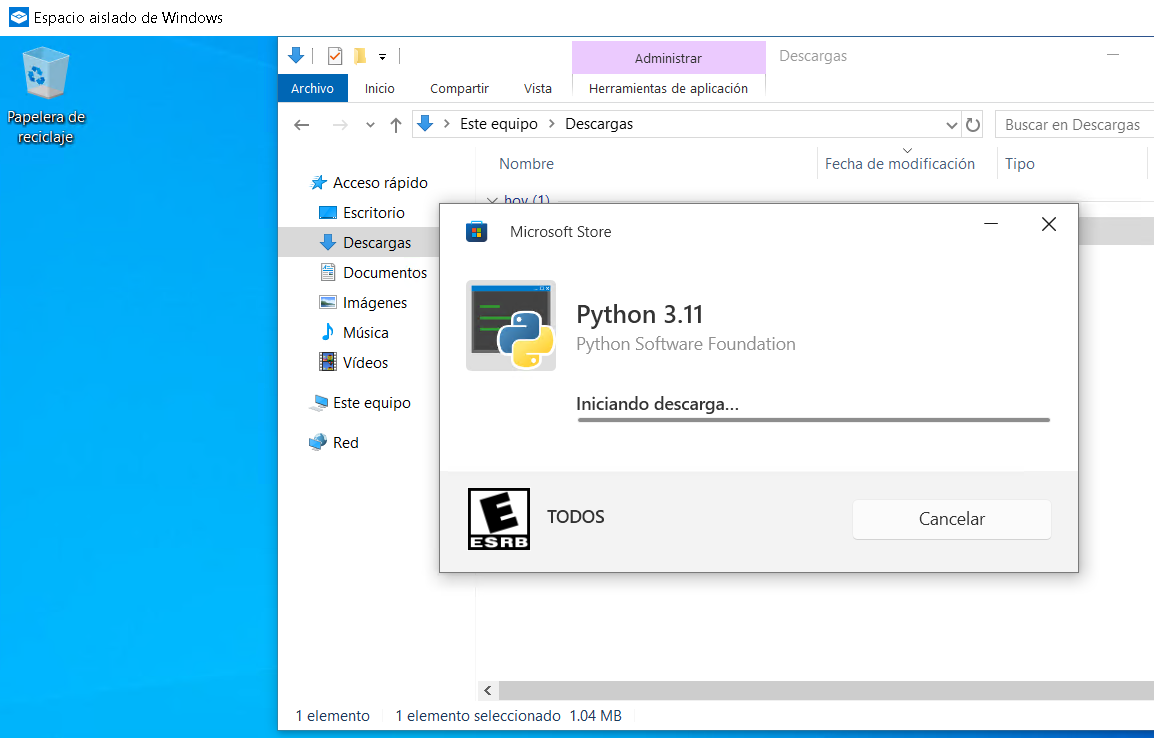 Espacio aislado de Windows
Papelera de
reciclaje
Administrar
Descargas
Archivo
Inicio
Compartir
Vista
Herramientas de aplicación
Este equipo
Descargas
Buscar en Descargas
Nombre
Fecha de modificación
Tipo
Acceso rápido
Escritorio
Descargas
Documentos
Imágenes
Música
Vídeos
Este equipo
Red
hoy (1)
Microsoft Store
Python 3.11
Python Software Foundation
Iniciando descarga...
E
ESRB
TODOS
Cancelar
1 elemento
1 elemento seleccionado 1.04 MB